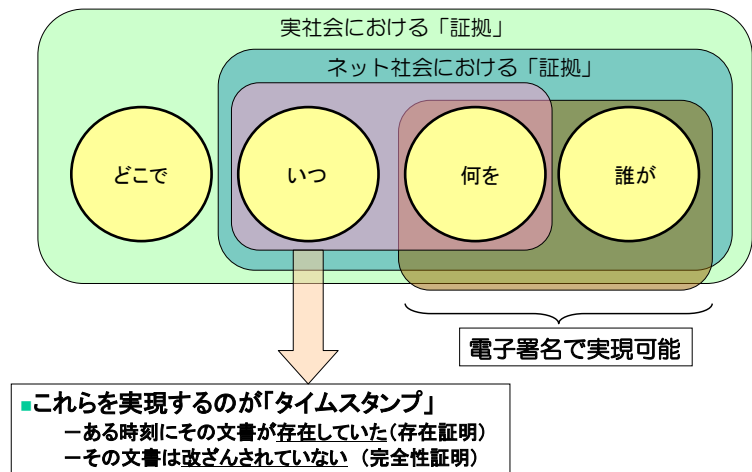 実社会における「証拠」
ネット社会における「証拠」
どこで
いつ
何を
誰が
電子署名で実現可能
■これらを実現するのが「タイムスタンプ」
－ある時刻にその文書が存在していた(存在証明)
－その文書は改ざんされていない (完全性証明)